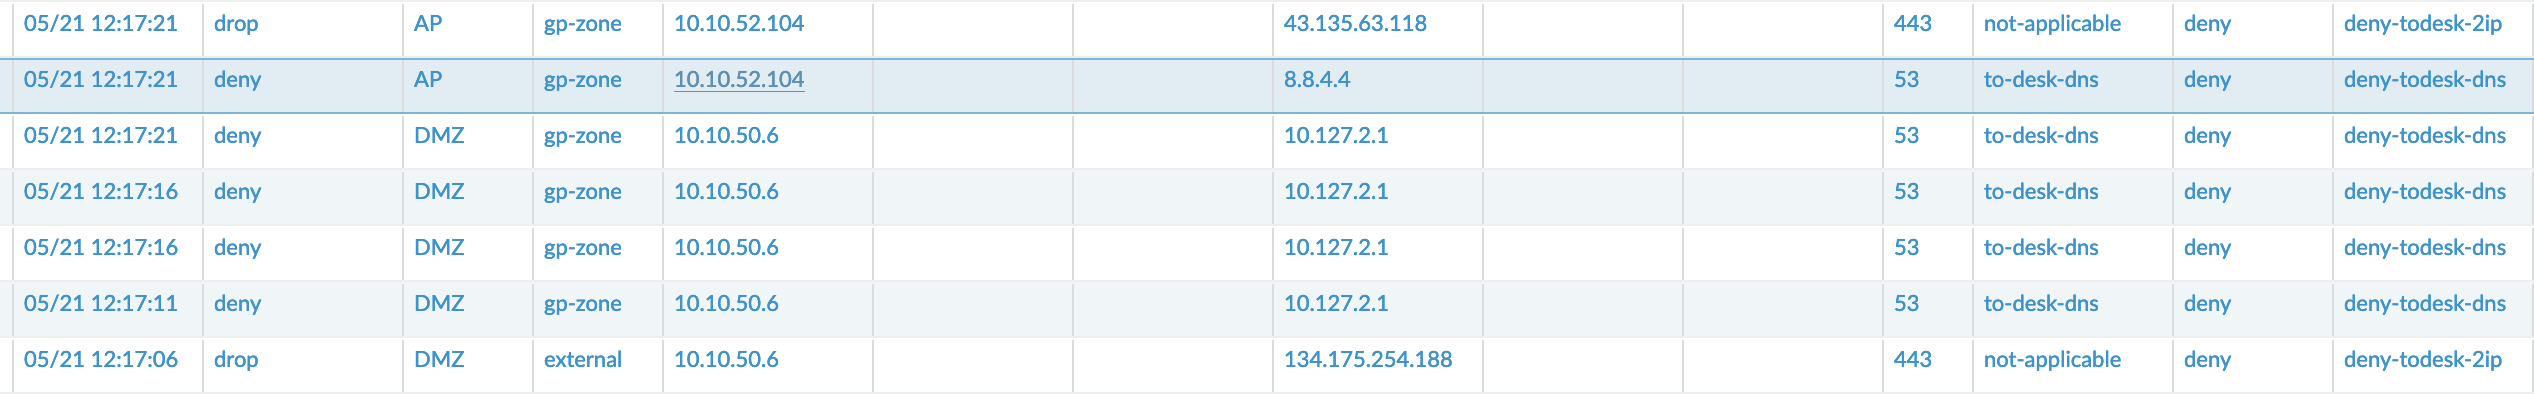 05/21 12:17:21 drop AP gp-zone 10.10.52.104 43.135.63.118 443 not-applicable deny deny-todesk-2ip
05/21 12:17:21 deny AP gp-zone 10.10.52.104 8.8.4.4 53 to-desk-dns deny deny-todesk-dns
05/21 12:17:21 deny DMZ gp-zone 10.10.50.6 10.127.2.1 53 to-desk-dns deny deny-todesk-dns
05/21 12:17:16 deny DMZ gp-zone 10.10.50.6 10.127.2.1 53 to-desk-dns deny deny-todesk-dns
05/21 12:17:16 deny DMZ gp-zone 10.10.50.6 10.127.2.1 53 to-desk-dns deny deny-todesk-dns
05/21 12:17:11 deny DMZ gp-zone 10.10.50.6 10.127.2.1 53 to-desk-dns deny deny-todesk-dns
05/21 12:17:06 drop DMZ external 10.10.50.6 134.175.254.188 443 not-applicable deny deny-todesk-2ip